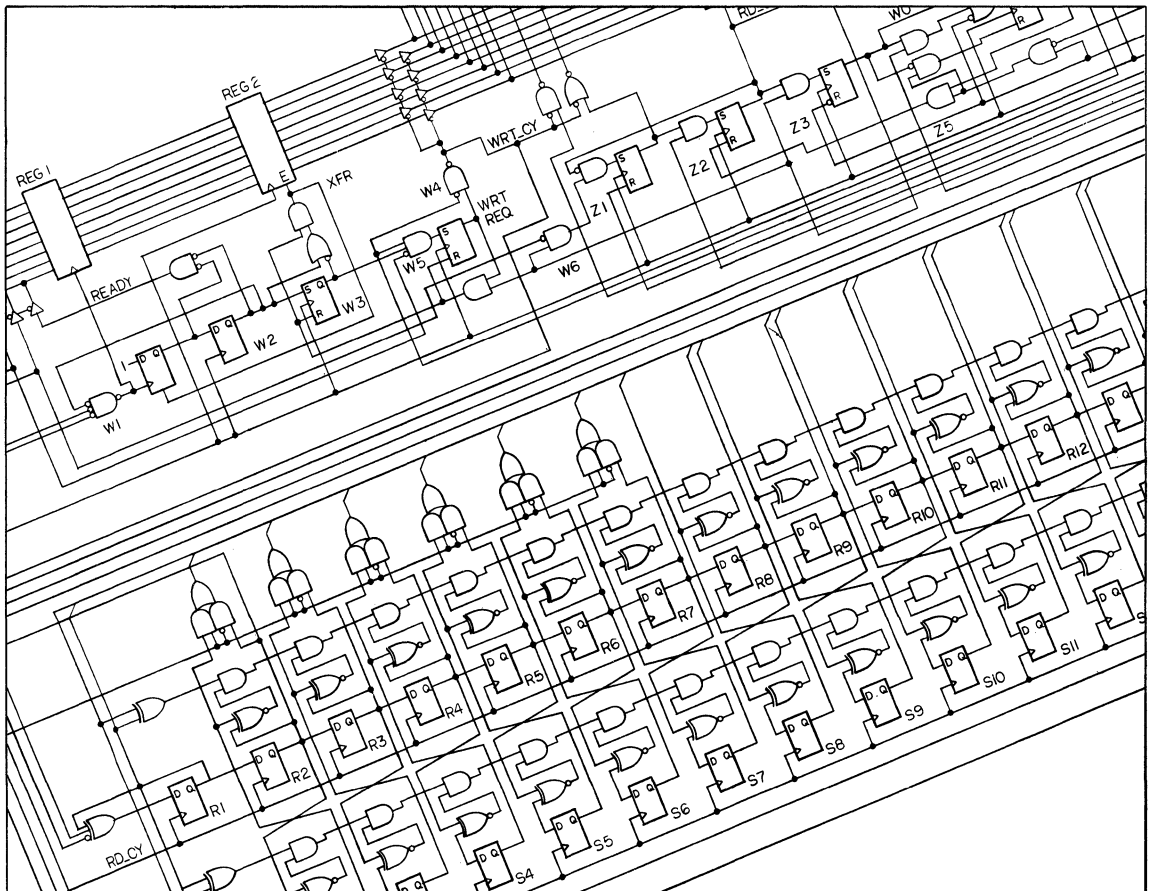 RD_
W0
REG 2
WRT_CY
Z3
Z5
REG 1
E
XFR
W4
Z2
WRT
REQ
Z1
READY
W5
W6
S
R
S
R
S
R
S
R
S
R
R
W3
D Q
W2
1
D Q
W1
D Q
R12
D Q
R11
D Q
R10
D Q
R9
D Q
R8
D Q
R7
D Q
R6
D Q
R5
D Q
R4
D Q
R3
D Q
R2
D Q
R1
RD_CY
D Q
S
D Q
S11
D Q
S10
D Q
S9
D Q
S8
D Q
S7
D Q
S6
D Q
S5
D Q
S4
D Q